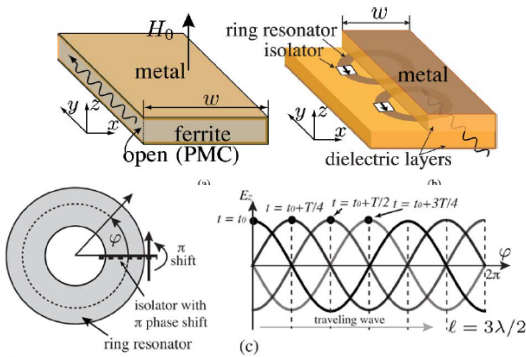 H₀
metal
w
y z
x
ferrite
open (PMC)
(a)
w
ring resonator
isolator
metal
y z
x
dielectric layers
(b)
φ
π
shift
isolator with
π phase shift
ring resonator
E_z
t = t₀
t = t₀+T/4
t = t₀+T/2
t = t₀+3T/4
φ
2π
traveling wave
ℓ = 3λ/2
(c)